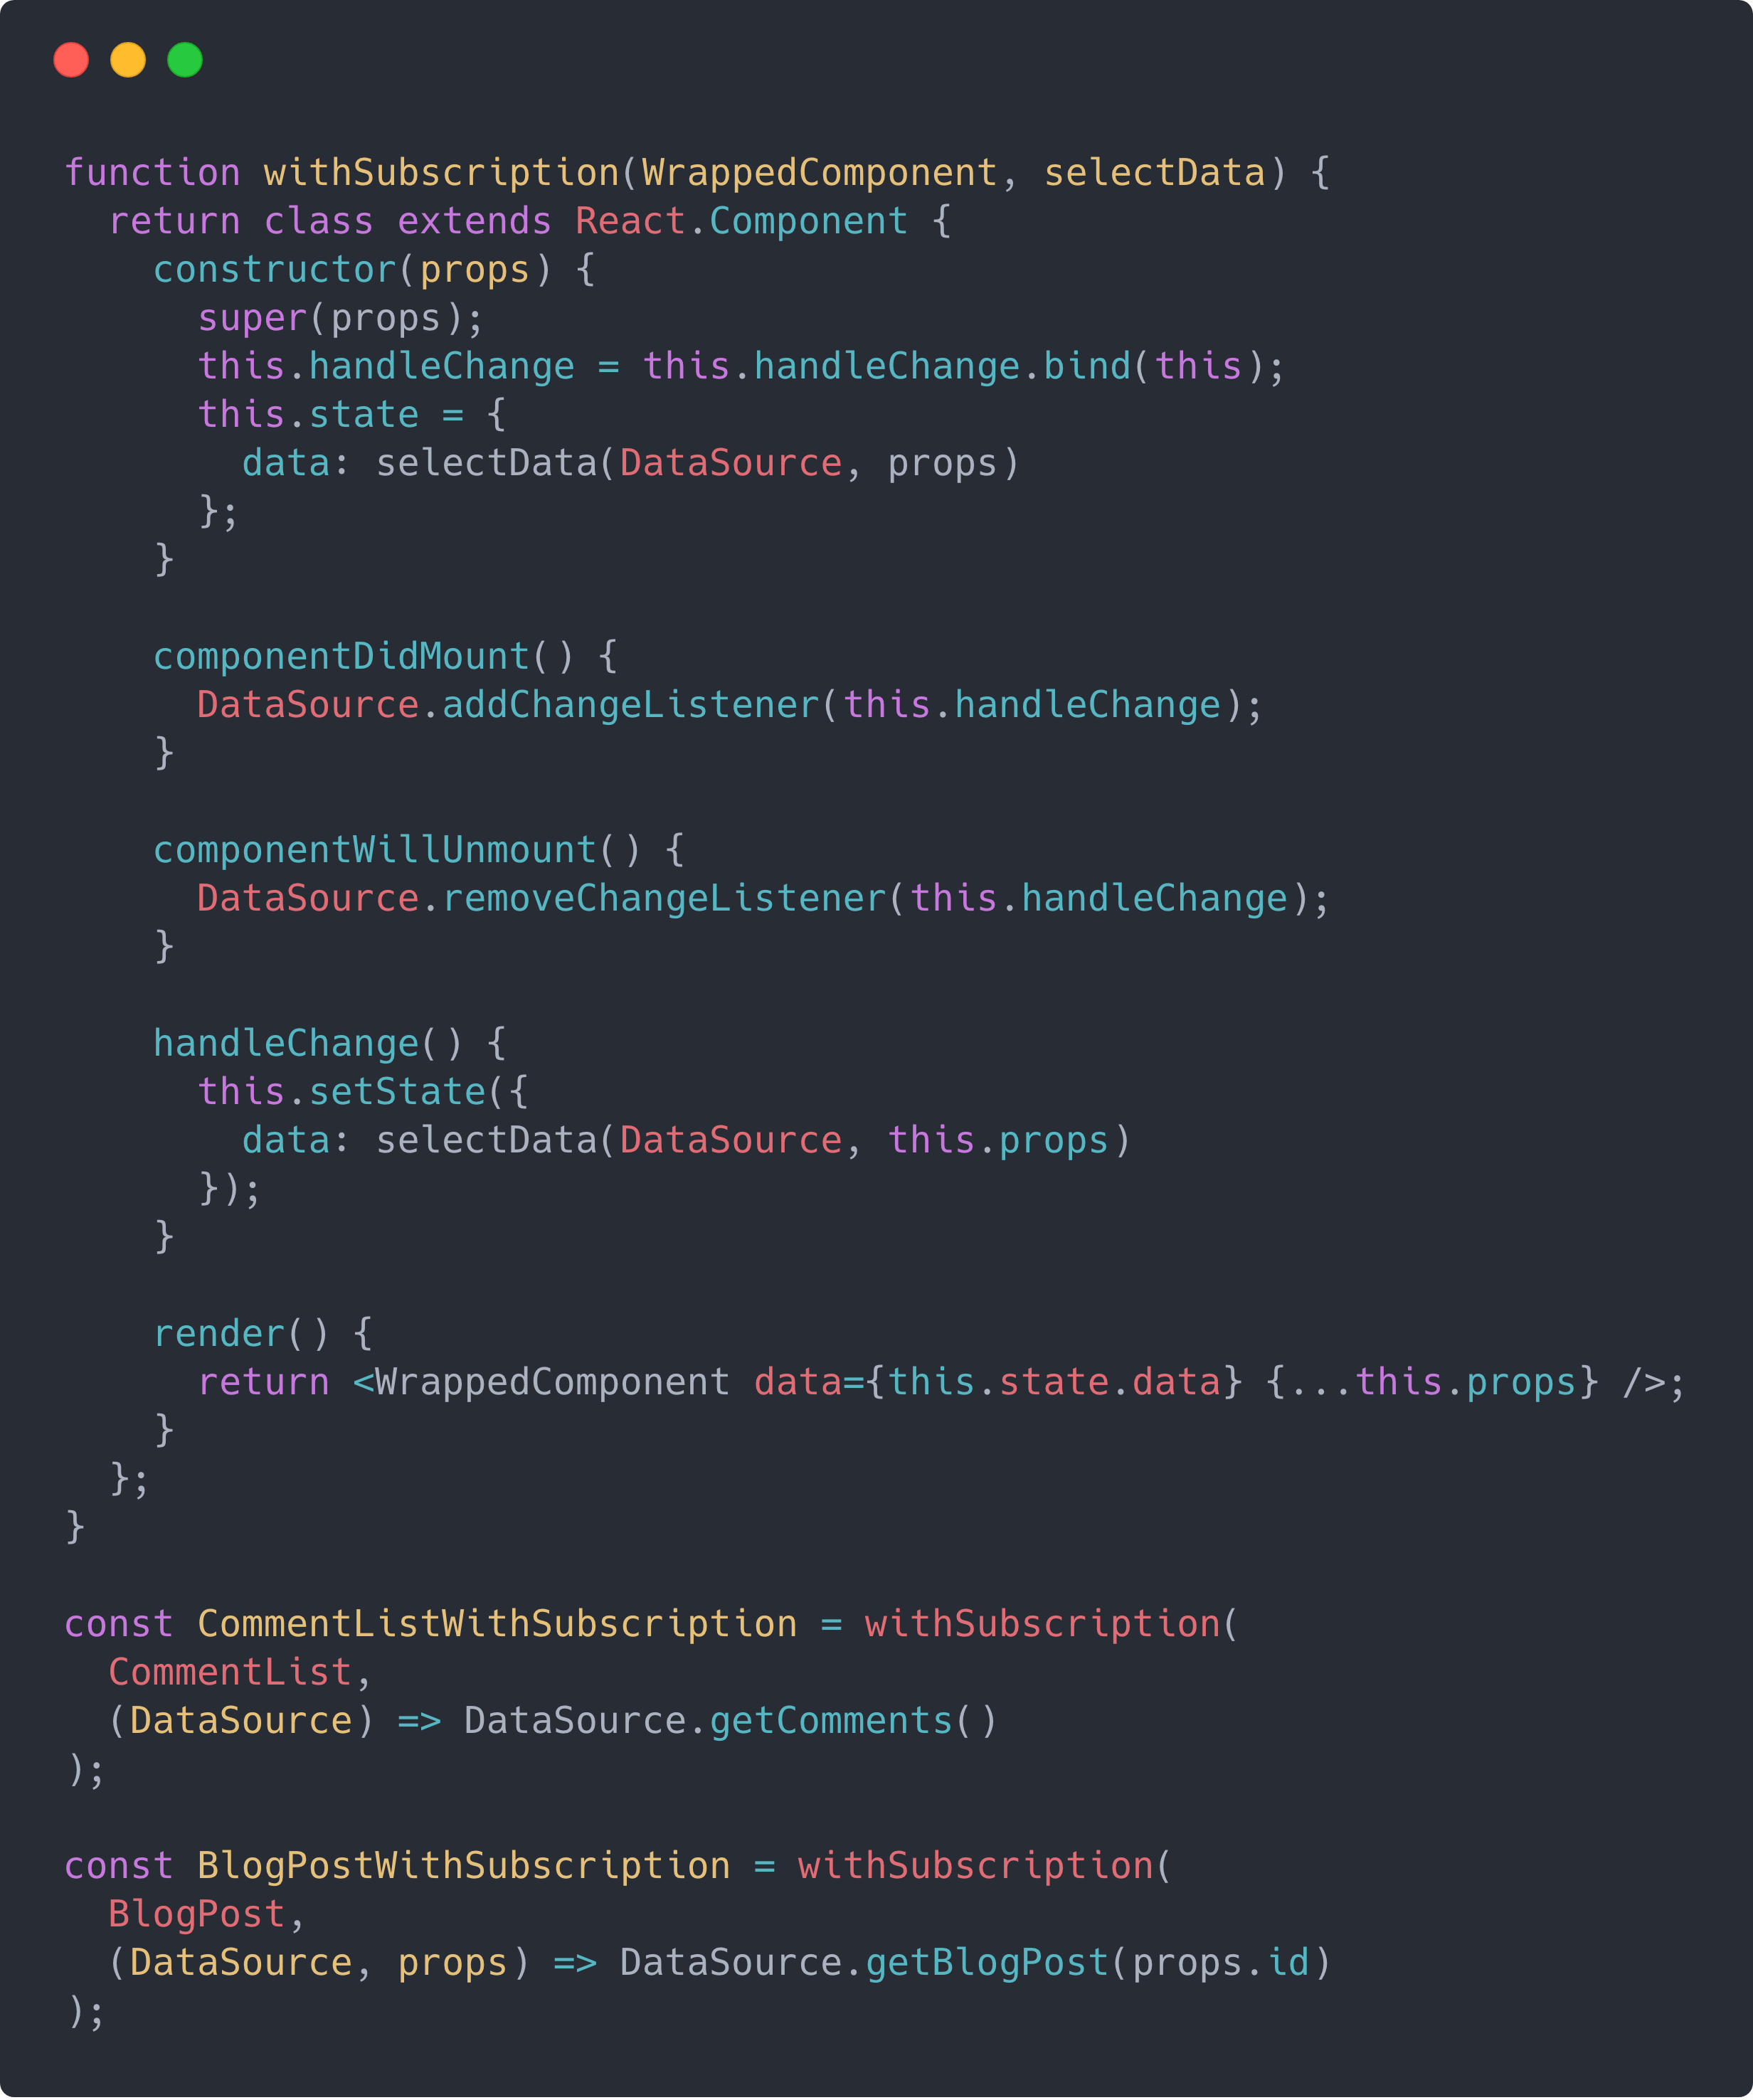 function withSubscription(WrappedComponent, selectData) {
  return class extends React.Component {
    constructor(props) {
      super(props);
      this.handleChange = this.handleChange.bind(this);
      this.state = {
        data: selectData(DataSource, props)
      };
    }

    componentDidMount() {
      DataSource.addChangeListener(this.handleChange);
    }

    componentWillUnmount() {
      DataSource.removeChangeListener(this.handleChange);
    }

    handleChange() {
      this.setState({
        data: selectData(DataSource, this.props)
      });
    }

    render() {
      return <WrappedComponent data={this.state.data} {...this.props} />;
    }
  };
}

const CommentListWithSubscription = withSubscription(
  CommentList,
  (DataSource) => DataSource.getComments()
);

const BlogPostWithSubscription = withSubscription(
  BlogPost,
  (DataSource, props) => DataSource.getBlogPost(props.id)
);